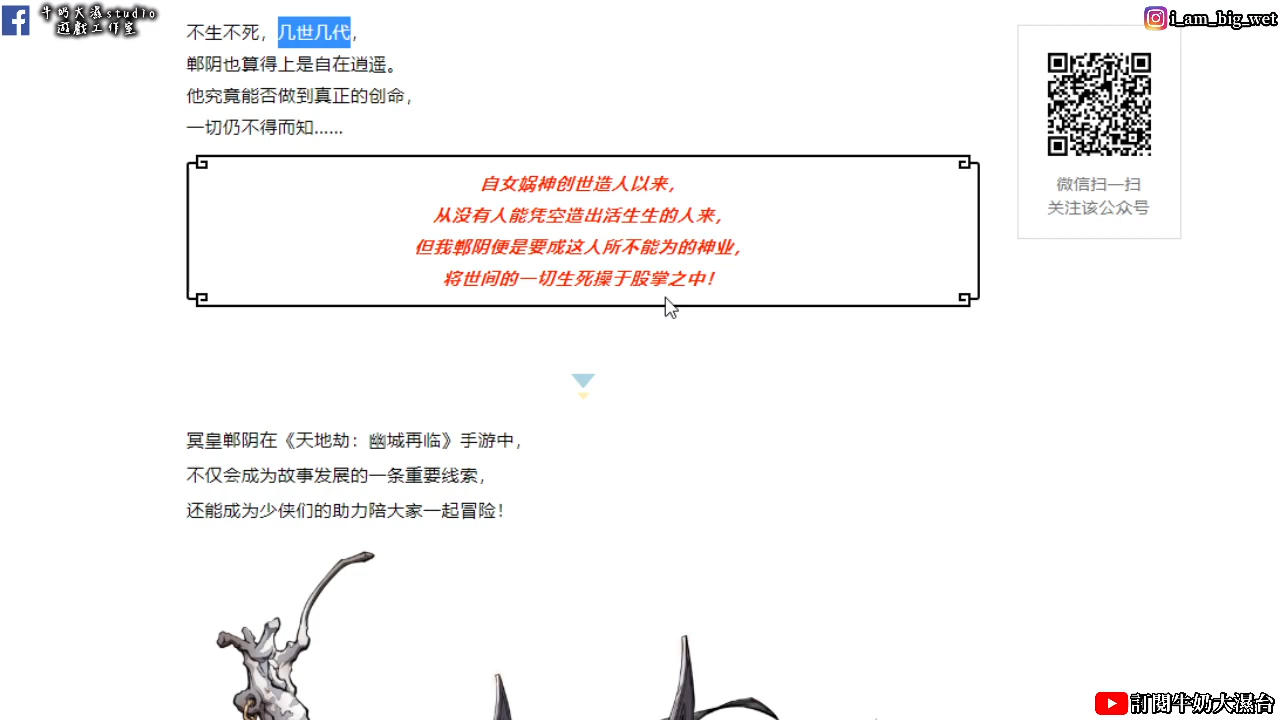 牛奶大濕studio
遊戲工作室
i_am_big_wet
不生不死，几世几代，
郸阴也算得上是自在逍遥。
他究竟能否做到真正的创命，
一切仍不得而知……
自女娲神创世造人以来，
从没有人能凭空造出活生生的人来，
但我郸阴便是要成这人所不能为的神业，
将世间的一切生死操于股掌之中！
微信扫一扫
关注该公众号
冥皇郸阴在《天地劫：幽城再临》手游中，
不仅会成为故事发展的一条重要线索，
还能成为少侠们的助力陪大家一起冒险！
訂閱牛奶大濕台